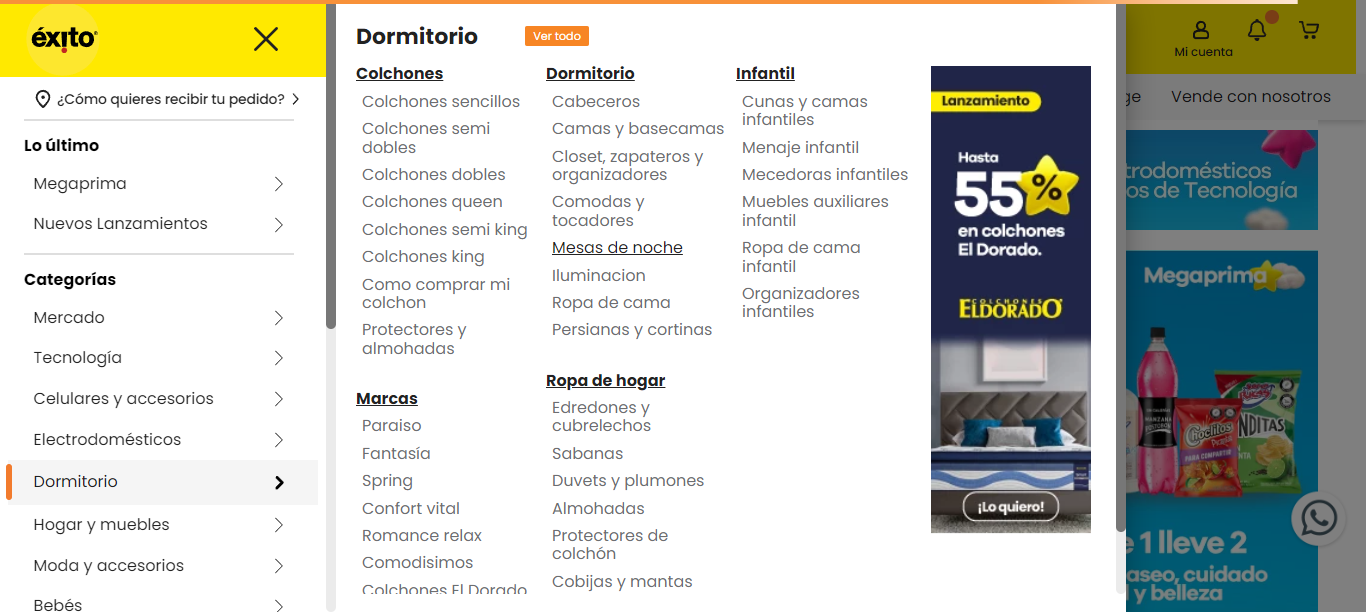 éxito
¿Cómo quieres recibir tu pedido?
Lo último
Megaprima
Nuevos Lanzamientos
Categorías
Mercado
Tecnología
Celulares y accesorios
Electrodomésticos
Dormitorio
Hogar y muebles
Moda y accesorios
Bebés
Dormitorio
Ver todo
Colchones
Colchones sencillos
Colchones semi
dobles
Colchones dobles
Colchones queen
Colchones semi king
Colchones king
Como comprar mi
colchon
Protectores y
almohadas
Marcas
Paraiso
Fantasía
Spring
Confort vital
Romance relax
Comodisimos
Colchones El Dorado
Dormitorio
Cabeceros
Camas y basecamas
Closet, zapateros y
organizadores
Comodas y
tocadores
Mesas de noche
Iluminacion
Ropa de cama
Persianas y cortinas
Ropa de hogar
Edredones y
cubrelechos
Sabanas
Duvets y plumones
Almohadas
Protectores de
colchón
Cobijas y mantas
Infantil
Cunas y camas
infantiles
Menaje infantil
Mecedoras infantiles
Muebles auxiliares
infantil
Ropa de cama
infantil
Organizadores
infantiles
Lanzamiento
Hasta
55%
en colchones
El Dorado.
COLCHONES
ELDORADO
¡Lo quiero!
Mi cuenta
ge
Vende con nosotros
trodomésticos
os de Tecnología
Megaprima
MANZANA
Choclitos
NDITAS
PARA COMPARTIR
e 1 lleve 2
aseo, cuidado
l y belleza